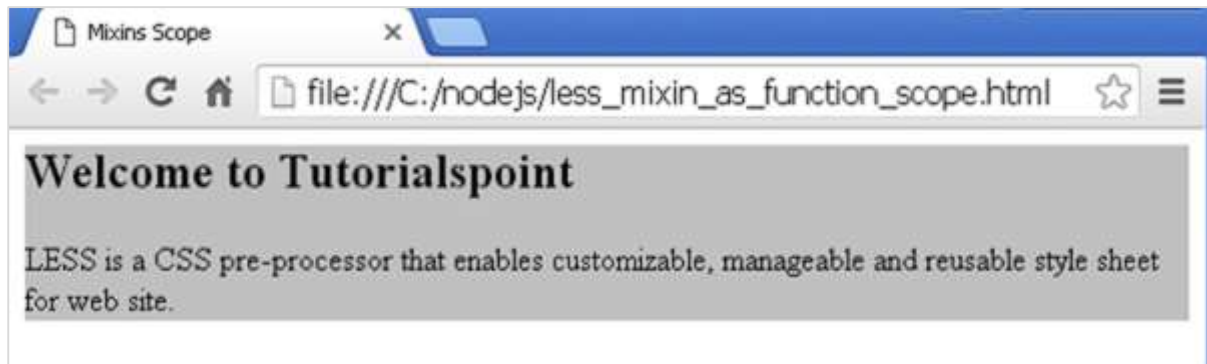 Mixins Scope
file:///C:/nodejs/less_mixin_as_function_scope.html
Welcome to Tutorialspoint
LESS is a CSS pre-processor that enables customizable, manageable and reusable style sheet
for web site.